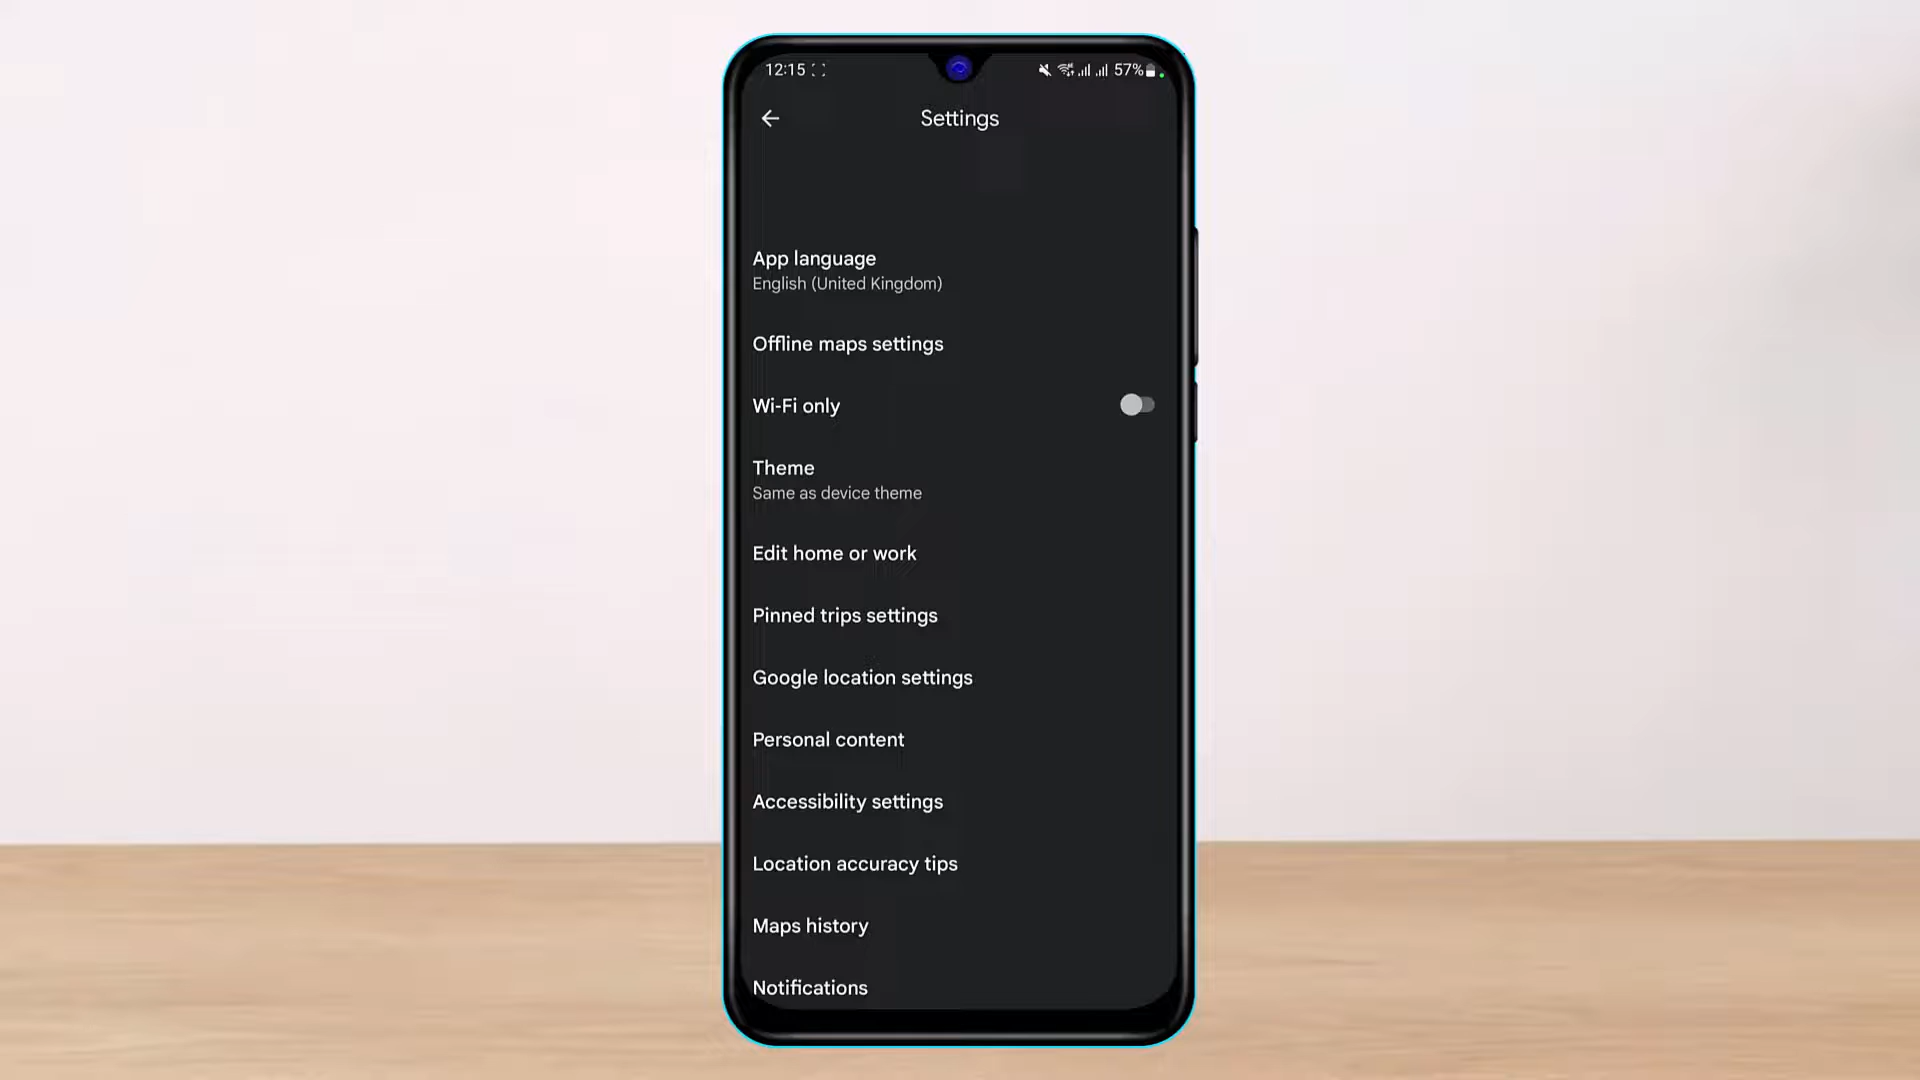 12:15 57%
Settings
App language
English (United Kingdom)
Offline maps settings
Wi-Fi only
Theme
Same as device theme
Edit home or work
Pinned trips settings
Google location settings
Personal content
Accessibility settings
Location accuracy tips
Maps history
Notifications